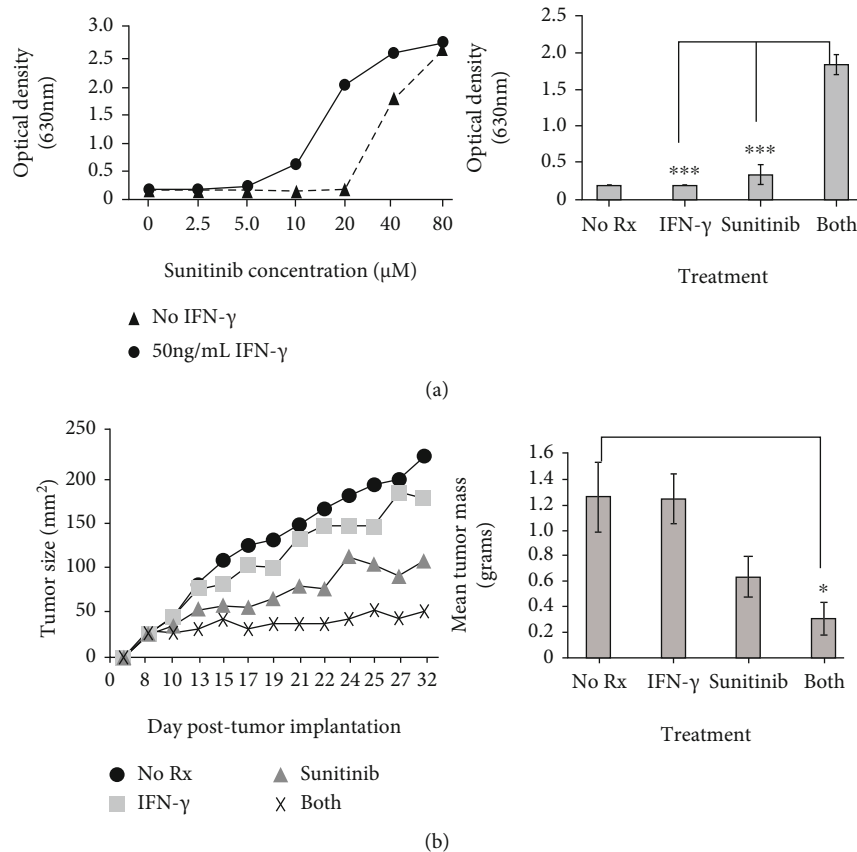 3.0
2.5
2.0
1.5
1.0
0.5
0
Optical density
(630nm)
0 2.5 5.0 10 20 40 80
Sunitinib concentration (μM)
▲ No IFN-γ
● 50ng/mL IFN-γ
2.5
2.0
1.5
1.0
0.5
0
Optical density
(630nm)
*** ***
No Rx IFN-γ Sunitinib Both
Treatment
(a)
250
200
150
100
50
0
Tumor size (mm²)
0 8 10 13 15 17 19 21 22 24 25 27 32
Day post-tumor implantation
No Rx Sunitinib
IFN-γ Both
1.6
1.4
1.2
1.0
0.8
0.6
0.4
0.2
0
Mean tumor mass
(grams)
*
No Rx IFN-γ Sunitinib Both
Treatment
(b)